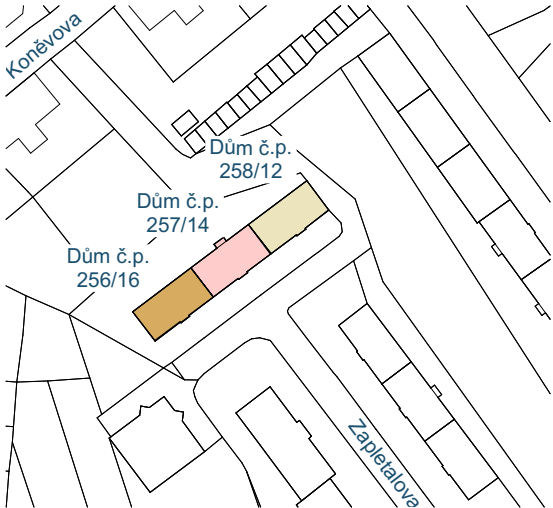 Koněvova
Dům č.p.
258/12
Dům č.p.
257/14
Dům č.p.
256/16
Zapletalova